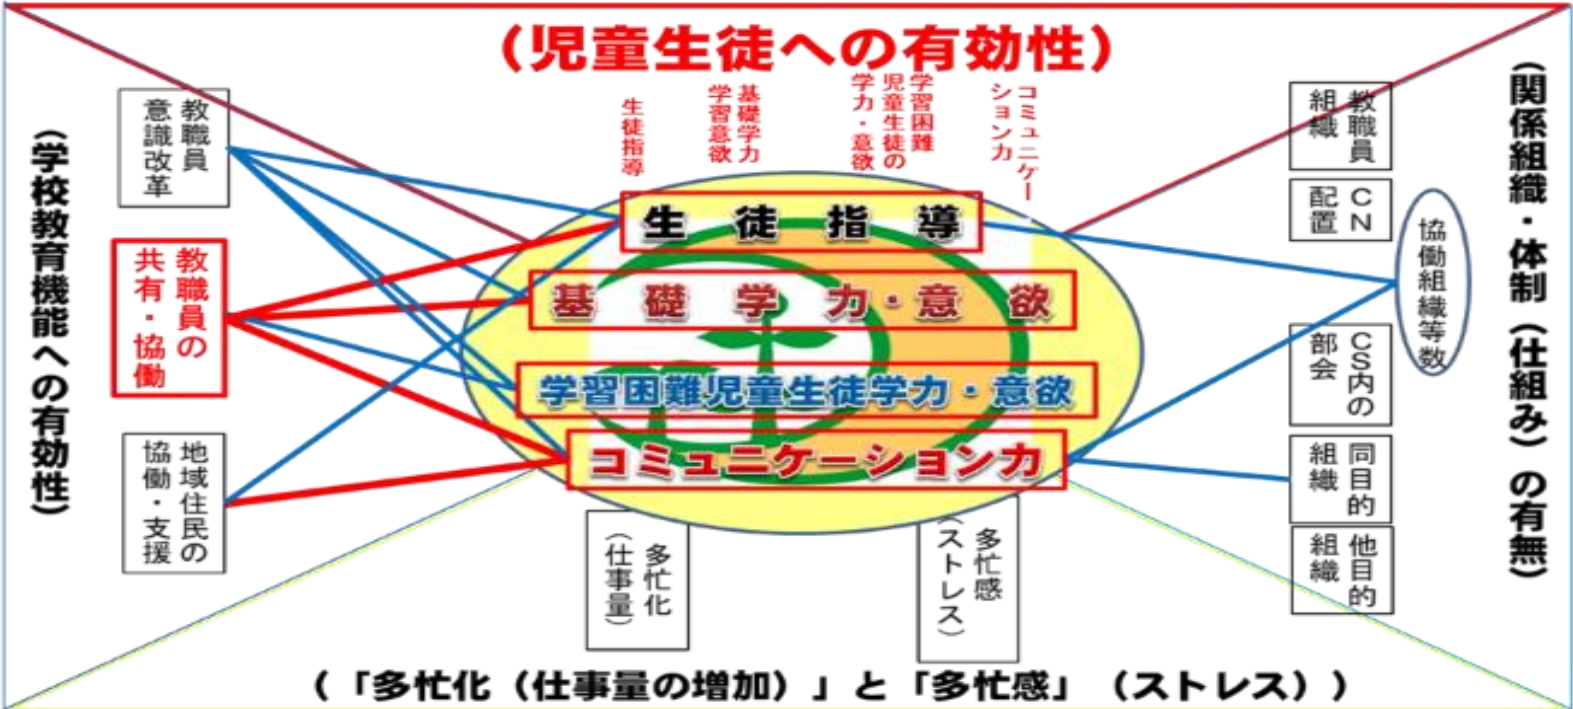 （児童生徒への有効性）
生徒指導
基礎学力
学習意欲
学習困難
児童生徒の
学力・意欲
コミュニケー
ション力
（学校教育機能への有効性）
教職員
意識改革
教職員の
共有・協働
地域住民の
協働・支援
生徒指導
基礎学力・意欲
学習困難児童生徒学力・意欲
コミュニケーション力
教職員
組織
CN
配置
協働組織等数
CS内の
部会
同目的
組織
他目的
組織
（関係組織・体制（仕組み）の有無）
多忙化
（仕事量）
多忙感
（ストレス）
（「多忙化（仕事量の増加）」と「多忙感」（ストレス））